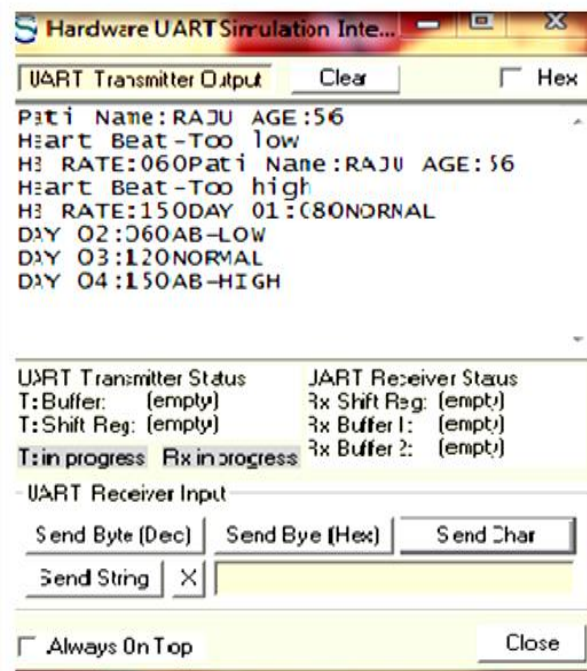 Hardware UART Simulation Inte...
UART Transmitter Output Clear Hex
Pati Name:RAJU AGE:56
Heart Beat-Too low
HB RATE:060Pati Name:RAJU AGE:56
Heart Beat-Too high
HB RATE:150DAY 01:080NORMAL
DAY 02:060AB-LOW
DAY 03:120NORMAL
DAY 04:150AB-HIGH
UART Transmitter Status UART Receiver Status
Tx Buffer: (empty) Rx Shift Reg: (empty)
Tx Shift Reg: (empty) Rx Buffer 1: (empty)
Tx in progress Rx in progress Rx Buffer 2: (empty)
UART Receiver Input
Send Byte (Dec) Send Byte (Hex) Send Char
Send String X
Always On Top Close